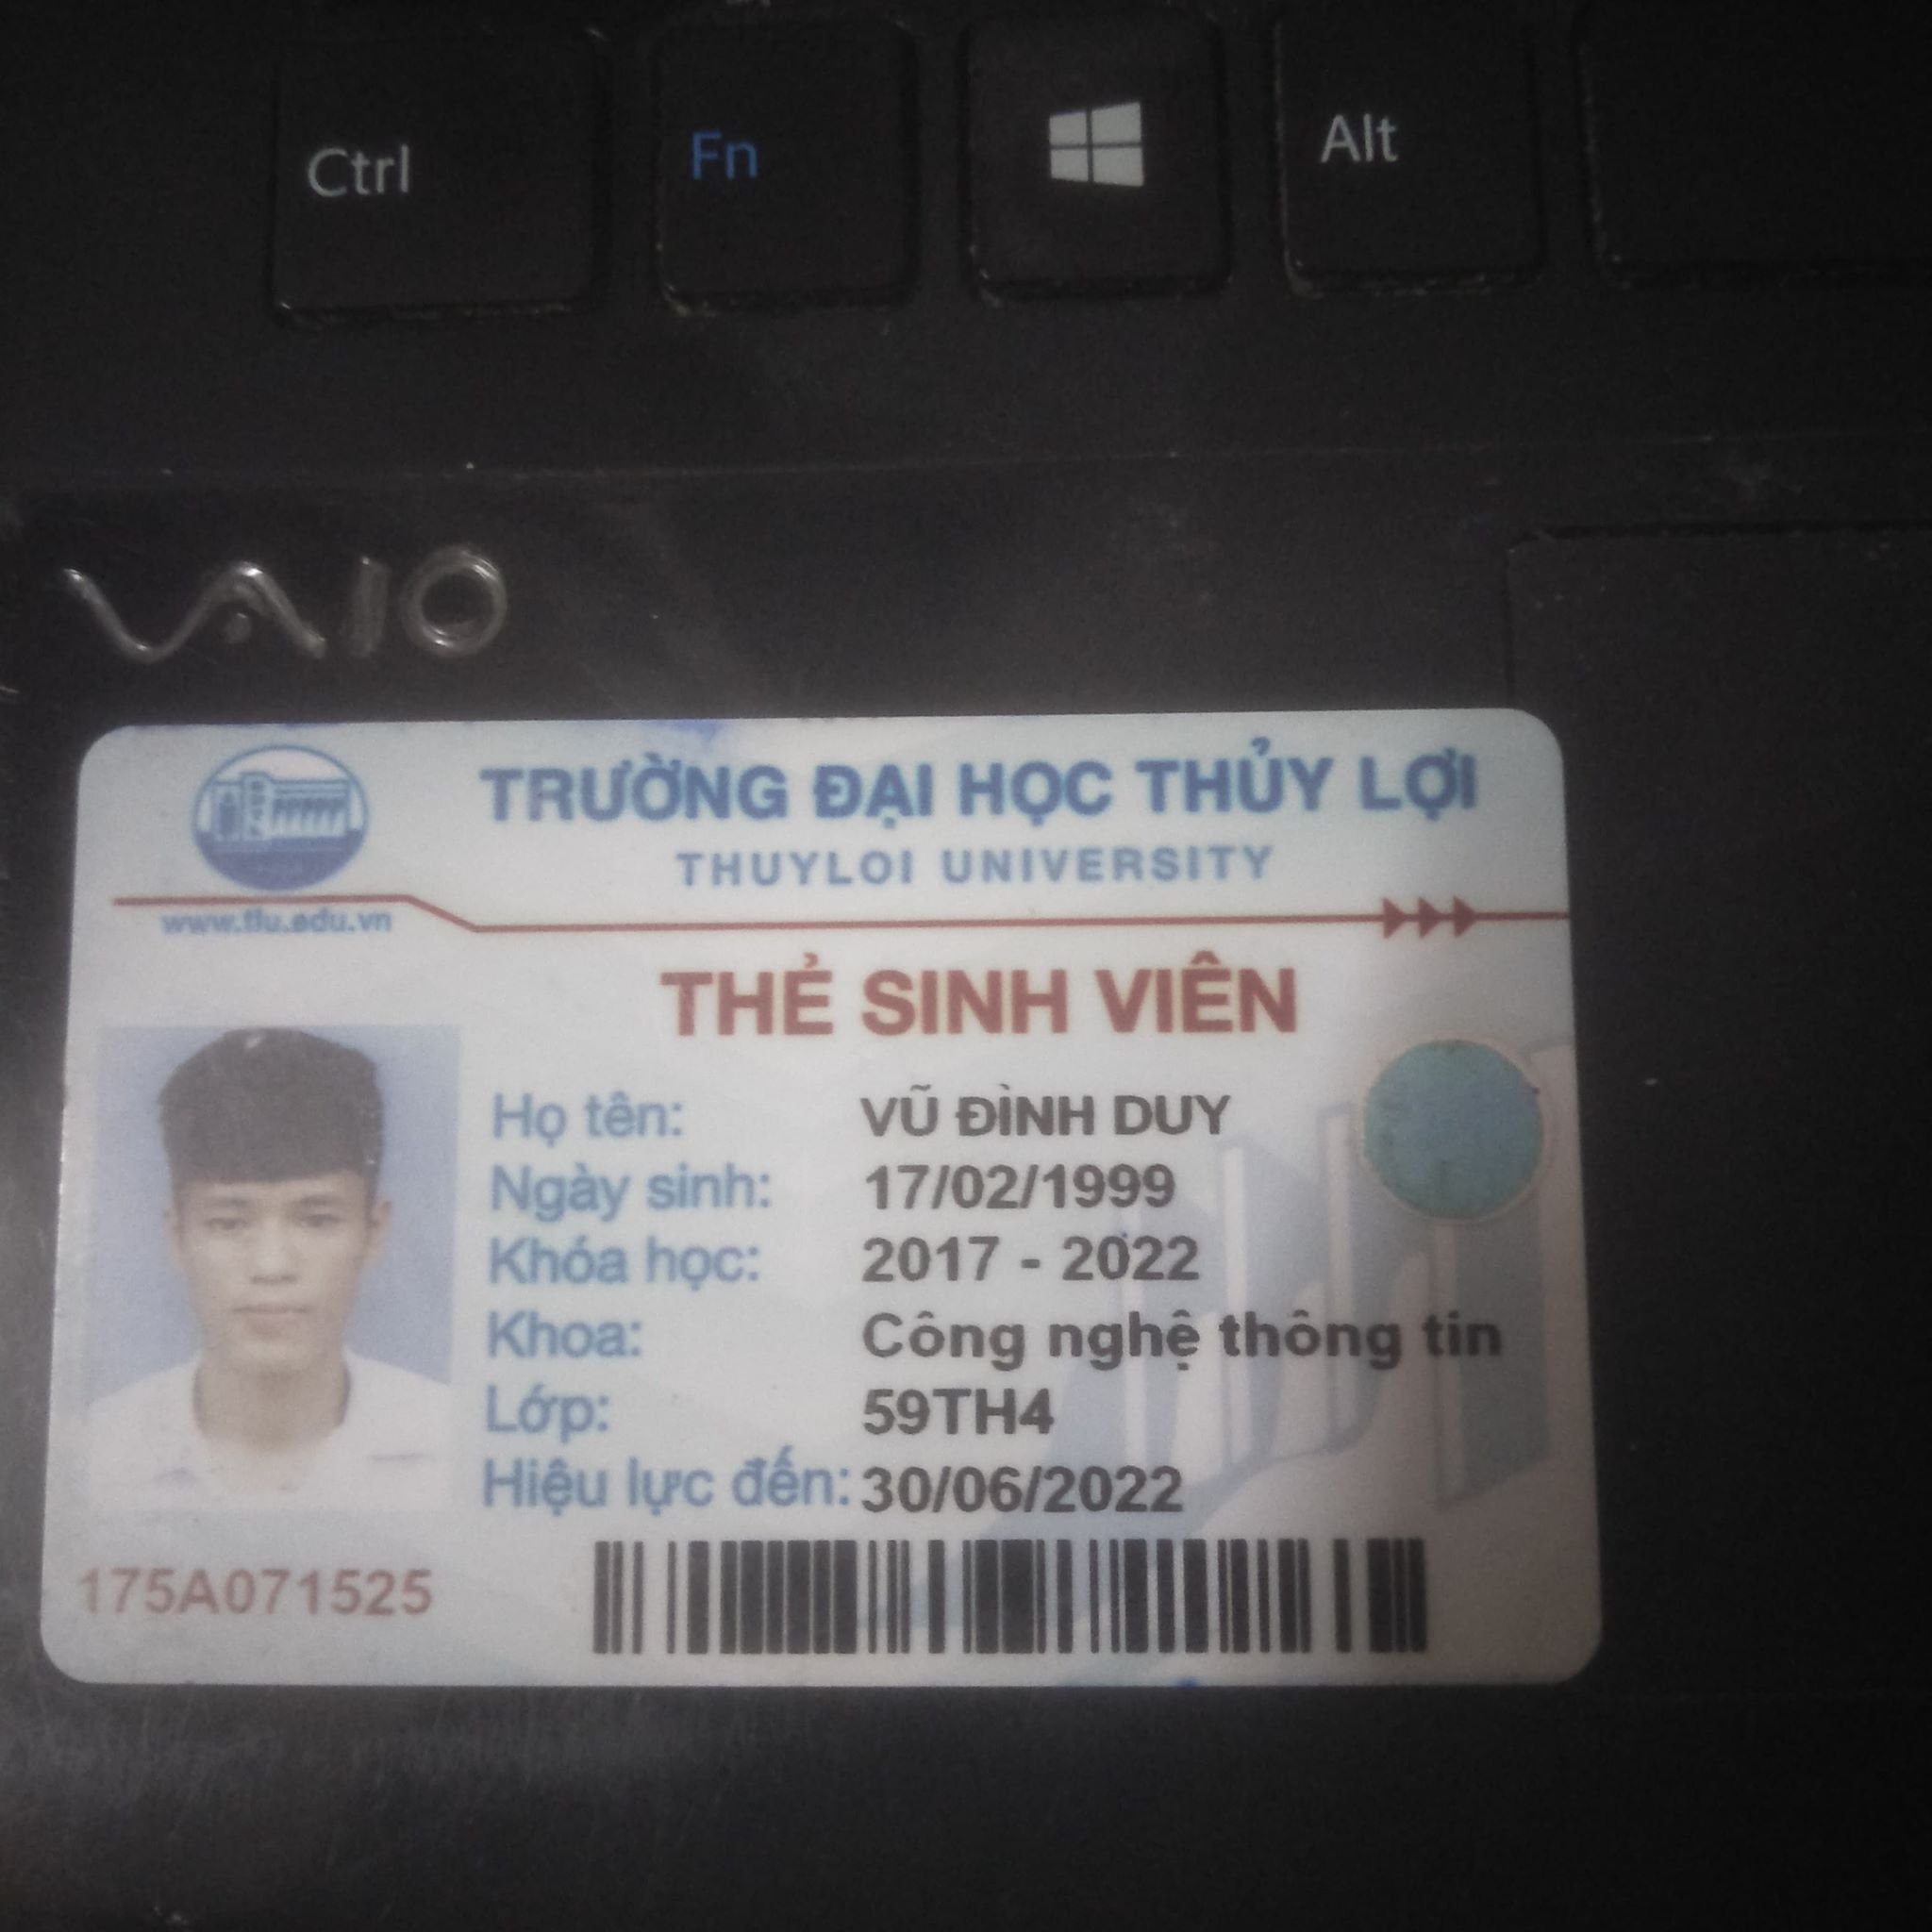 Ctrl
Fn
Alt
VAIO
TRƯỜNG ĐẠI HỌC THỦY LỢI
THUYLOI UNIVERSITY
www.tlu.edu.vn
THẺ SINH VIÊN
Họ tên: VŨ ĐÌNH DUY
Ngày sinh: 17/02/1999
Khóa học: 2017 - 2022
Khoa: Công nghệ thông tin
Lớp: 59TH4
Hiệu lực đến: 30/06/2022
175A071525